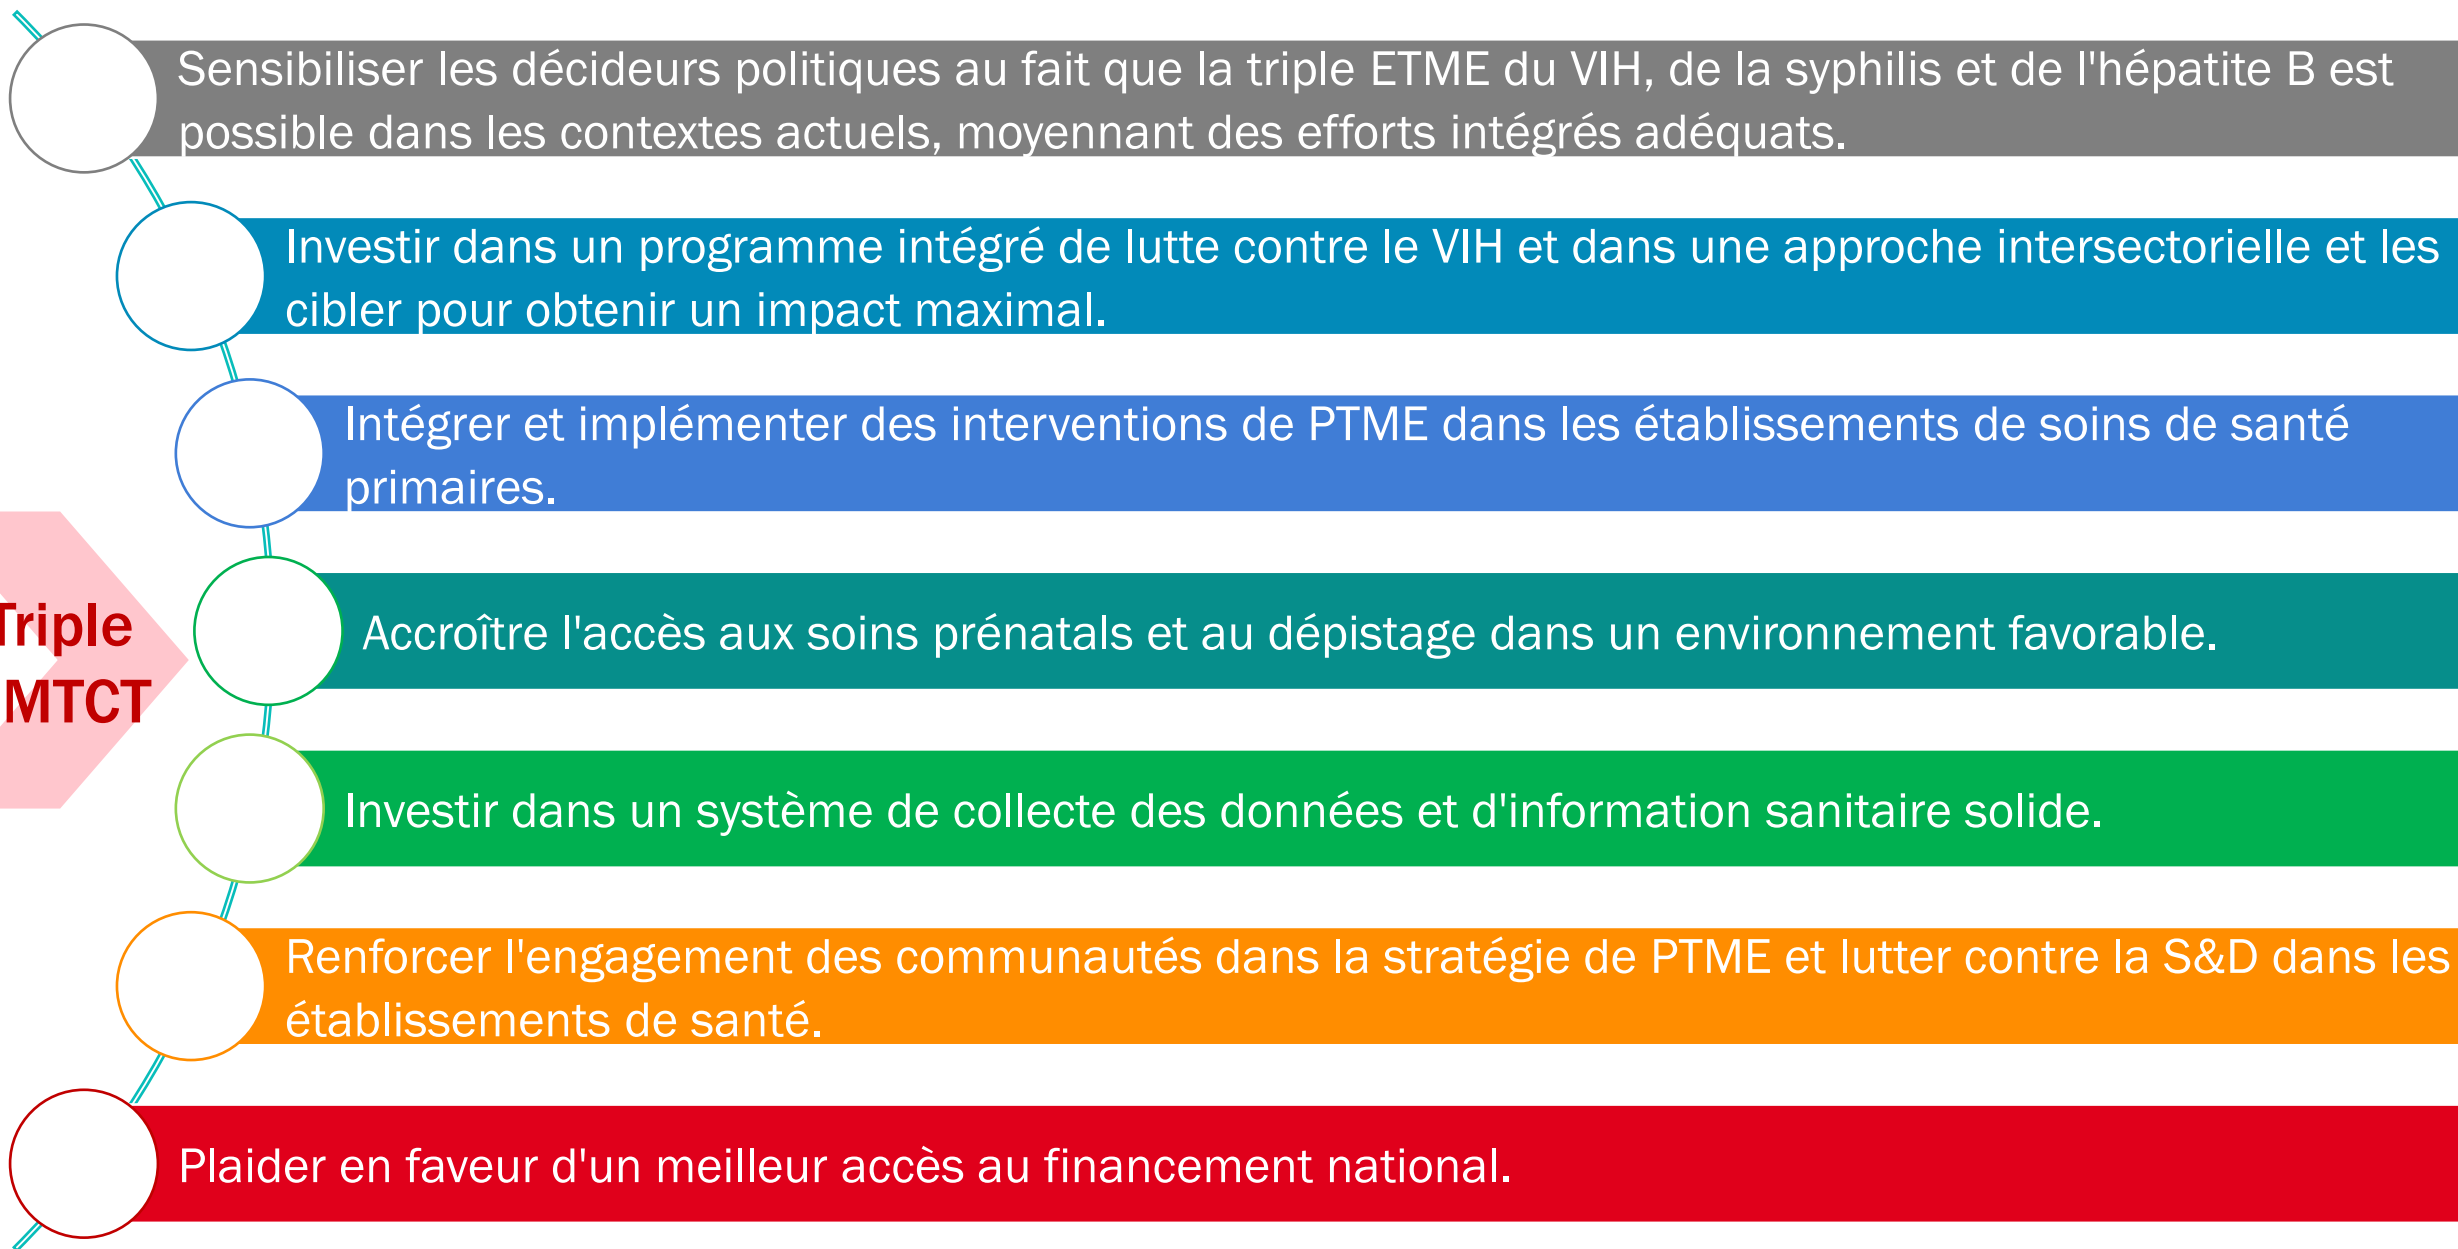 Sensibiliser les décideurs politiques au fait que la triple ETME du VIH, de la syphilis et de l'hépatite B est
possible dans les contextes actuels, moyennant des efforts intégrés adéquats.
Investir dans un programme intégré de lutte contre le VIH et dans une approche intersectorielle et les
cibler pour obtenir un impact maximal.
Intégrer et implémenter des interventions de PTME dans les établissements de soins de santé
primaires.
Triple
MTCT
Accroître l'accès aux soins prénatals et au dépistage dans un environnement favorable.
Investir dans un système de collecte des données et d'information sanitaire solide.
Renforcer l'engagement des communautés dans la stratégie de PTME et lutter contre la S&D dans les
établissements de santé.
Plaider en faveur d'un meilleur accès au financement national.